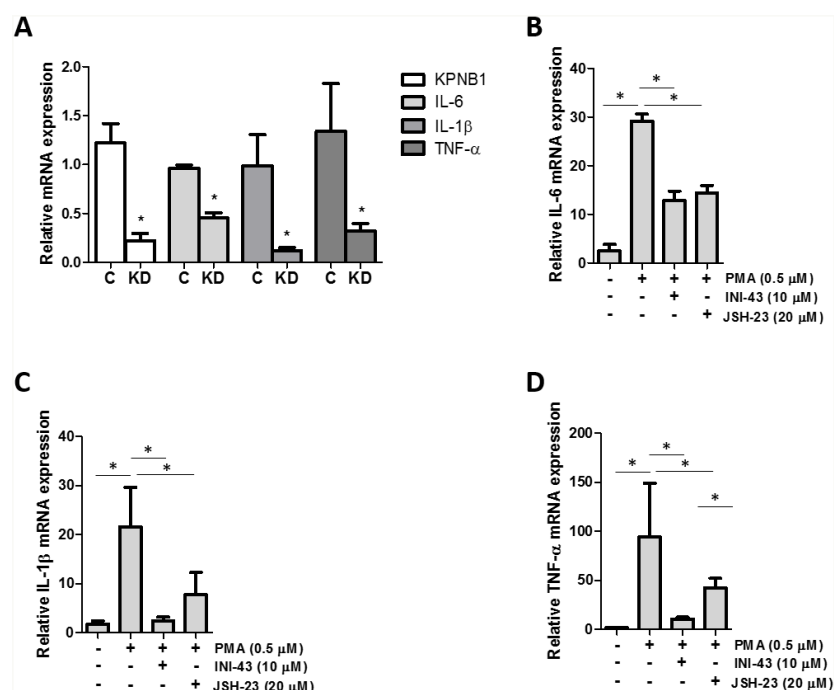 A
Relative mRNA expression
2.0
1.5
1.0
0.5
0.0
* * * *
C KD C KD C KD C KD
KPNB1
IL-6
IL-1β
TNF-α
B
Relative IL-6 mRNA expression
40
30
20
10
0
*
* *
- + + + PMA (0.5 μM)
- - + - INI-43 (10 μM)
- - - + JSH-23 (20 μM)
C
Relative IL-1β mRNA expression
40
30
20
10
0
*
* *
- + + + PMA (0.5 μM)
- - + - INI-43 (10 μM)
- - - + JSH-23 (20 μM)
D
Relative TNF-α mRNA expression
200
150
100
50
0
*
* *
*
- + + + PMA (0.5 μM)
- - + - INI-43 (10 μM)
- - - + JSH-23 (20 μM)